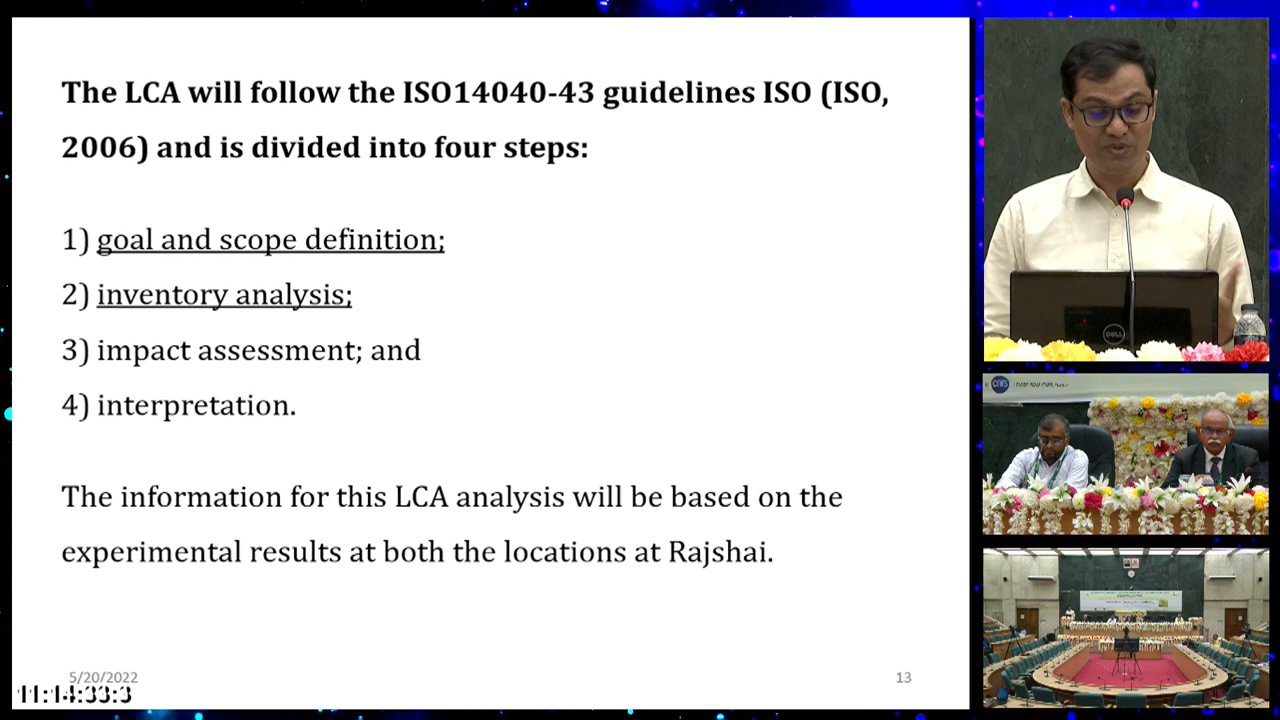 The LCA will follow the ISO14040-43 guidelines ISO (ISO,
2006) and is divided into four steps:
1) goal and scope definition;
2) inventory analysis;
3) impact assessment; and
4) interpretation.
The information for this LCA analysis will be based on the
experimental results at both the locations at Rajshai.
5/20/2022
13
11:14:33:3
DELL